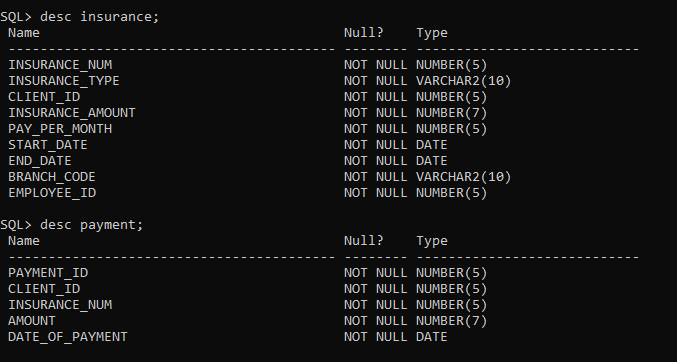 SQL> desc insurance;
Name Null? Type
----------------------------------------- -------- ----------------------------
INSURANCE_NUM NOT NULL NUMBER(5)
INSURANCE_TYPE NOT NULL VARCHAR2(10)
CLIENT_ID NOT NULL NUMBER(5)
INSURANCE_AMOUNT NOT NULL NUMBER(7)
PAY_PER_MONTH NOT NULL NUMBER(5)
START_DATE NOT NULL DATE
END_DATE NOT NULL DATE
BRANCH_CODE NOT NULL VARCHAR2(10)
EMPLOYEE_ID NOT NULL NUMBER(5)
SQL> desc payment;
Name Null? Type
----------------------------------------- -------- ----------------------------
PAYMENT_ID NOT NULL NUMBER(5)
CLIENT_ID NOT NULL NUMBER(5)
INSURANCE_NUM NOT NULL NUMBER(5)
AMOUNT NOT NULL NUMBER(7)
DATE_OF_PAYMENT NOT NULL DATE